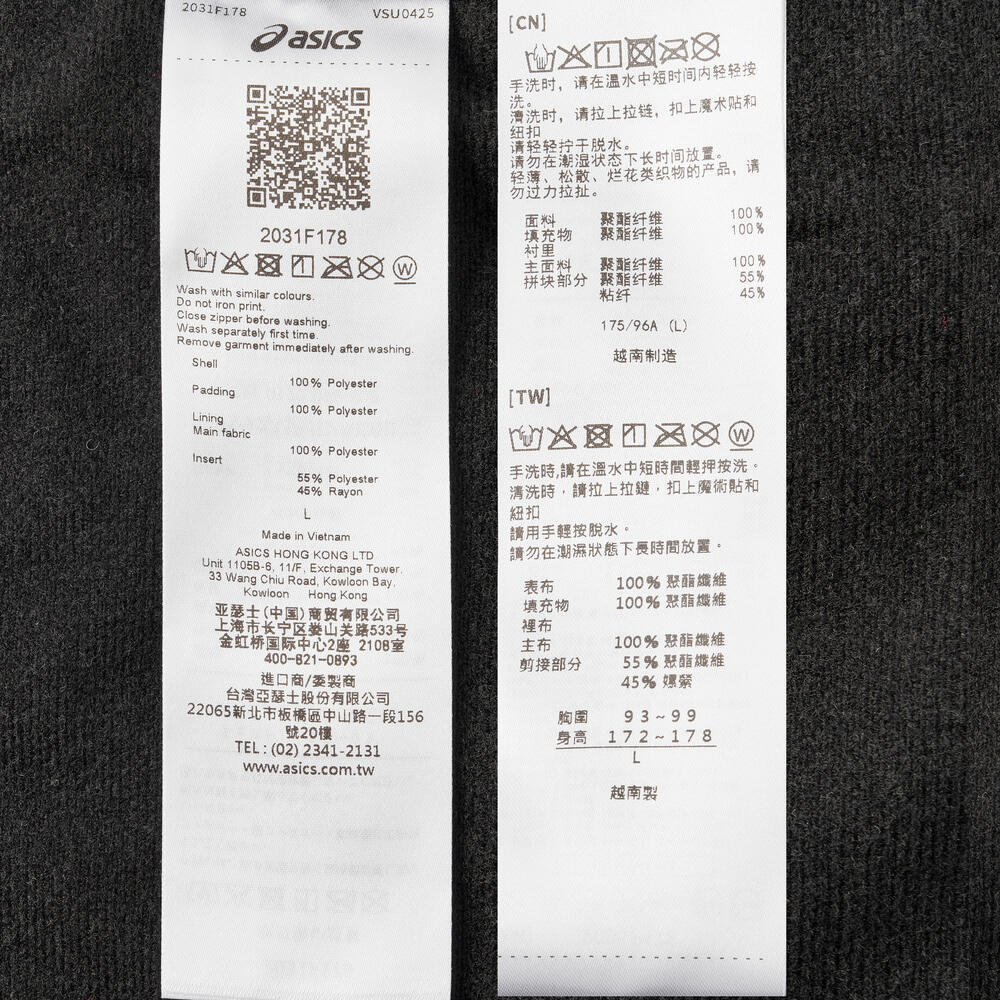 2031F178 VSU0425
asics
2031F178
W
Wash with similar colours.
Do not iron print.
Close zipper before washing.
Wash separately first time.
Remove garment immediately after washing.
Shell
100% Polyester
Padding
100% Polyester
Lining
Main fabric
100% Polyester
Insert
55% Polyester
45% Rayon
L
Made in Vietnam
ASICS HONG KONG LTD
Unit 1105B-6, 11/F, Exchange Tower.
33 Wang Chiu Road, Kowloon Bay,
Kowloon Hong Kong
亚瑟士(中国)商贸有限公司
上海市长宁区娄山关路533号
金虹桥国际中心2座 2108室
400-821-0893
進口商/委製商
台灣亞瑟士股份有限公司
22065新北市板橋區中山路一段156
號20樓
TEL : (02) 2341-2131
www.asics.com.tw
[CN]
手洗时，请在温水中短时间内轻轻按
洗。
清洗时，请拉上拉链，扣上魔术贴和
纽扣
请轻轻拧干脱水。
请勿在潮湿状态下长时间放置。
轻薄、松散、烂花类织物的产品，请
勿过力拉扯。
面料 聚酯纤维 100%
填充物 聚酯纤维 100%
衬里
主面料 聚酯纤维 100%
拼块部分 聚酯纤维 55%
粘纤 45%
175/96A (L)
越南制造
[TW]
W
手洗時,請在溫水中短時間輕押按洗。
清洗時，請拉上拉鏈，扣上魔術貼和
紐扣
請用手輕按脫水。
請勿在潮濕狀態下長時間放置。
表布 100% 聚酯纖維
填充物 100% 聚酯纖維
裡布
主布 100% 聚酯纖維
剪接部分 55% 聚酯纖維
45% 嫘縈
胸圍 93~99
身高 172~178
L
越南製